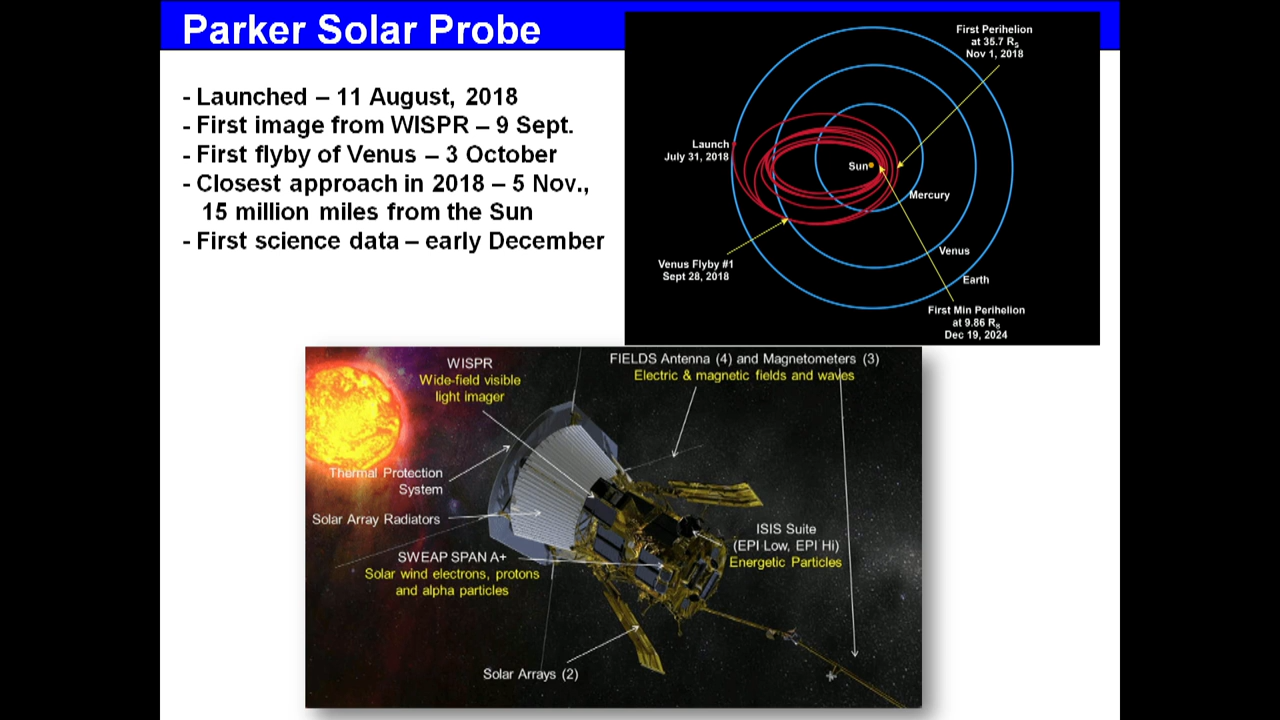 Parker Solar Probe
- Launched – 11 August, 2018
- First image from WISPR – 9 Sept.
- First flyby of Venus – 3 October
- Closest approach in 2018 – 5 Nov.,
15 million miles from the Sun
- First science data – early December
First Perihelion
at 35.7 RS
Nov 1, 2018
Launch
July 31, 2018
Sun
Mercury
Venus
Earth
Venus Flyby #1
Sept 28, 2018
First Min Perihelion
at 9.86 RS
Dec 19, 2024
WISPR
Wide-field visible
light imager
FIELDS Antenna (4) and Magnetometers (3)
Electric & magnetic fields and waves
Thermal Protection
System
Solar Array Radiators
SWEAP SPAN A+
Solar wind electrons, protons
and alpha particles
ISIS Suite
(EPI Low, EPI Hi)
Energetic Particles
Solar Arrays (2)